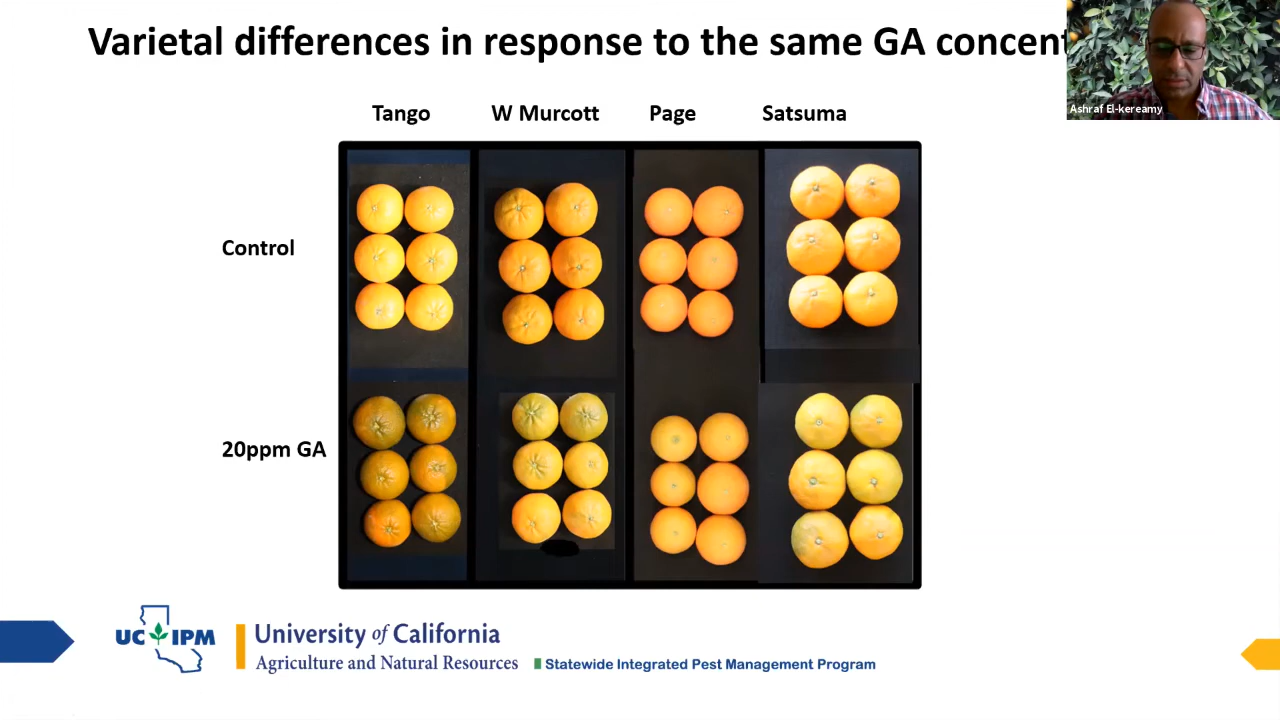 Varietal differences in response to the same GA concent
Ashraf El-kereamy
Tango W Murcott Page Satsuma
Control
20ppm GA
UC IPM
University of California
Agriculture and Natural Resources Statewide Integrated Pest Management Program